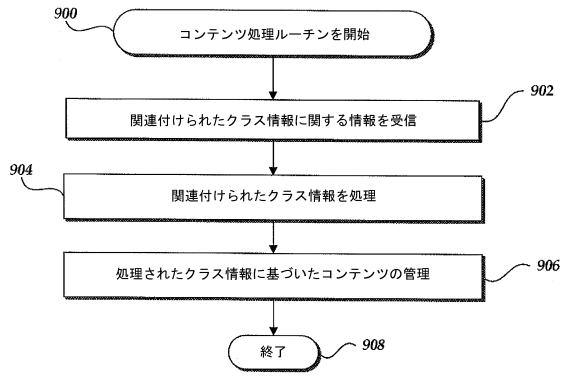 900
コンテンツ処理ルーチンを開始
902
関連付けられたクラス情報に関する情報を受信
904
関連付けられたクラス情報を処理
処理されたクラス情報に基づいたコンテンツの管理
906
終了
908